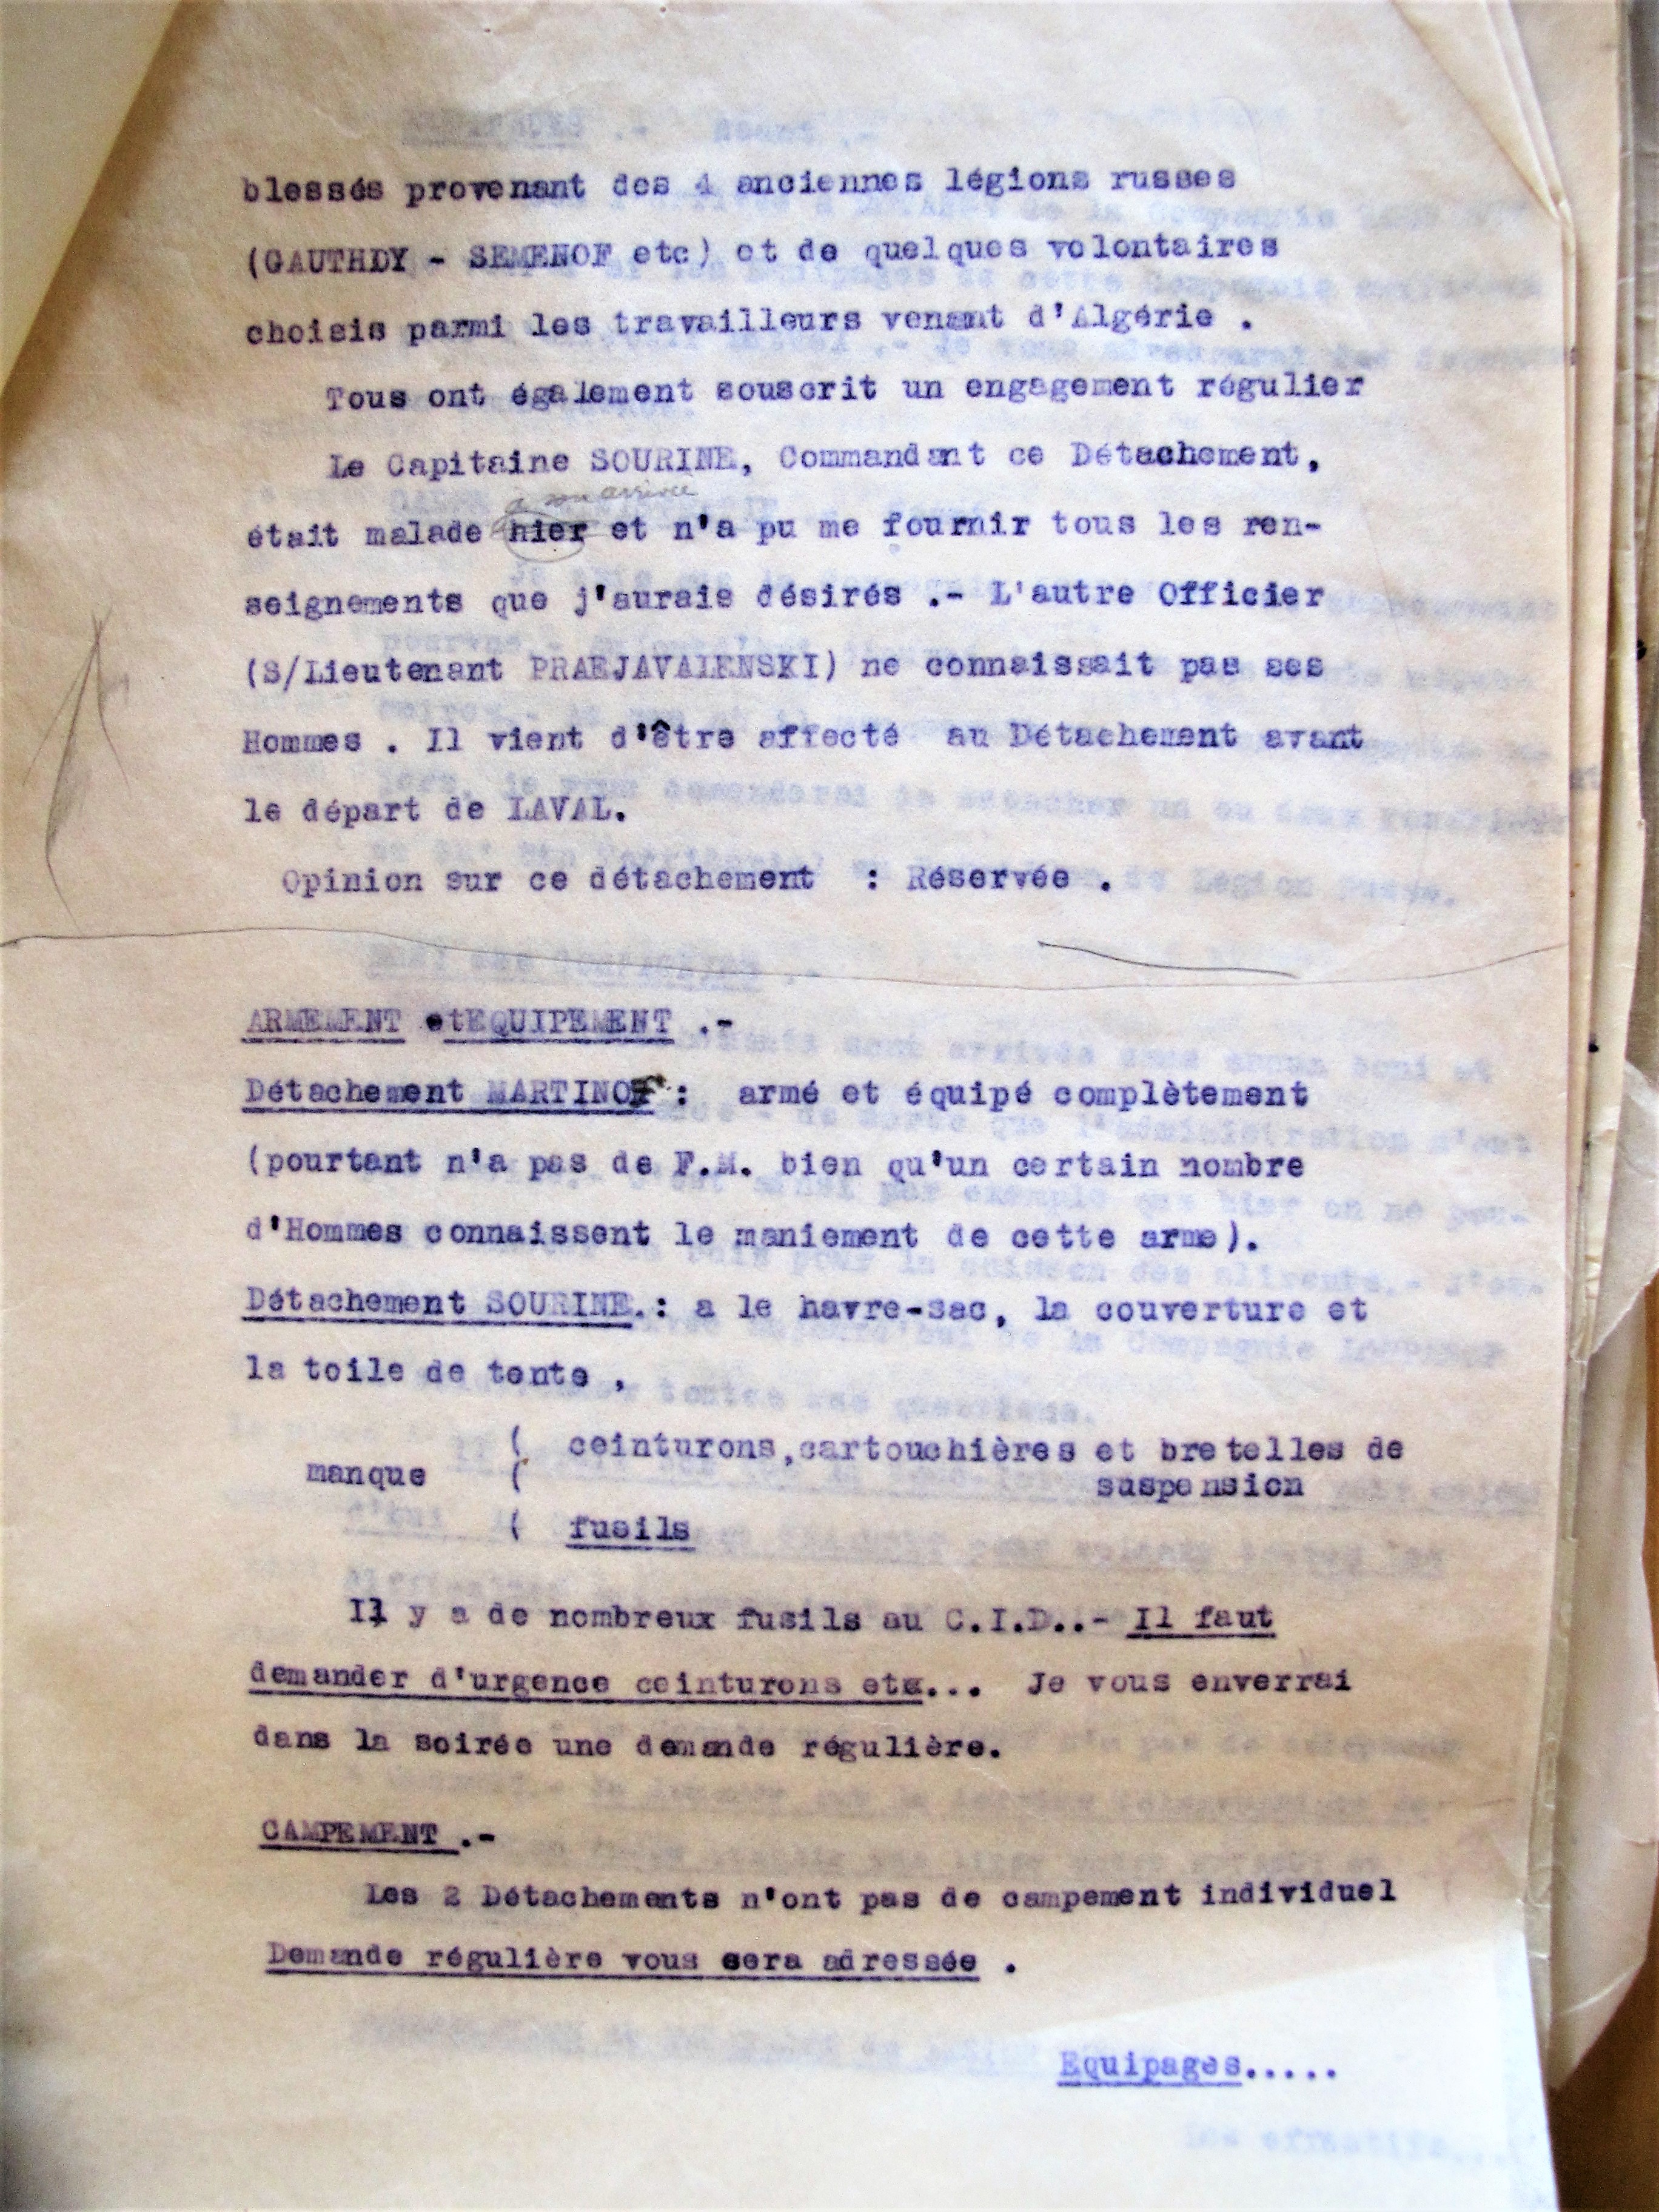 blessés provenant des 4 anciennes légions russes
(GAUTHDY - SEMENOF etc) et de quelques volontaires
choisis parmi les travailleurs venant d'Algérie .
Tous ont également souscrit un engagement régulier
Le Capitaine SOURINE, Commandant ce Détachement,
à son arrivée
était malade hier et n'a pu me fournir tous les ren-
seignements que j'aurais désirés .- L'autre Officier
(S/Lieutenant PRAEJAVALENSKI) ne connaissait pas ses
Hommes . Il vient d'être affecté au Détachement avant
le départ de LAVAL.
Opinion sur ce détachement : Réservée .
ARMEMENT et EQUIPEMENT .-
Détachement MARTINOF : armé et équipé complètement
(pourtant n'a pas de F.M. bien qu'un certain nombre
d'Hommes connaissent le maniement de cette arme).
Détachement SOURINE.: a le havre-sac, la couverture et
la toile de tente ,
( ceinturons,cartouchières et bretelles de
manque ( suspension
( fusils
Il y a de nombreux fusils au C.I.D..- Il faut
demander d'urgence ceinturons etc... Je vous enverrai
dans la soirée une demande régulière.
CAMPEMENT .-
Les 2 Détachements n'ont pas de campement individuel
Demande régulière vous sera adressée .
Equipages.....